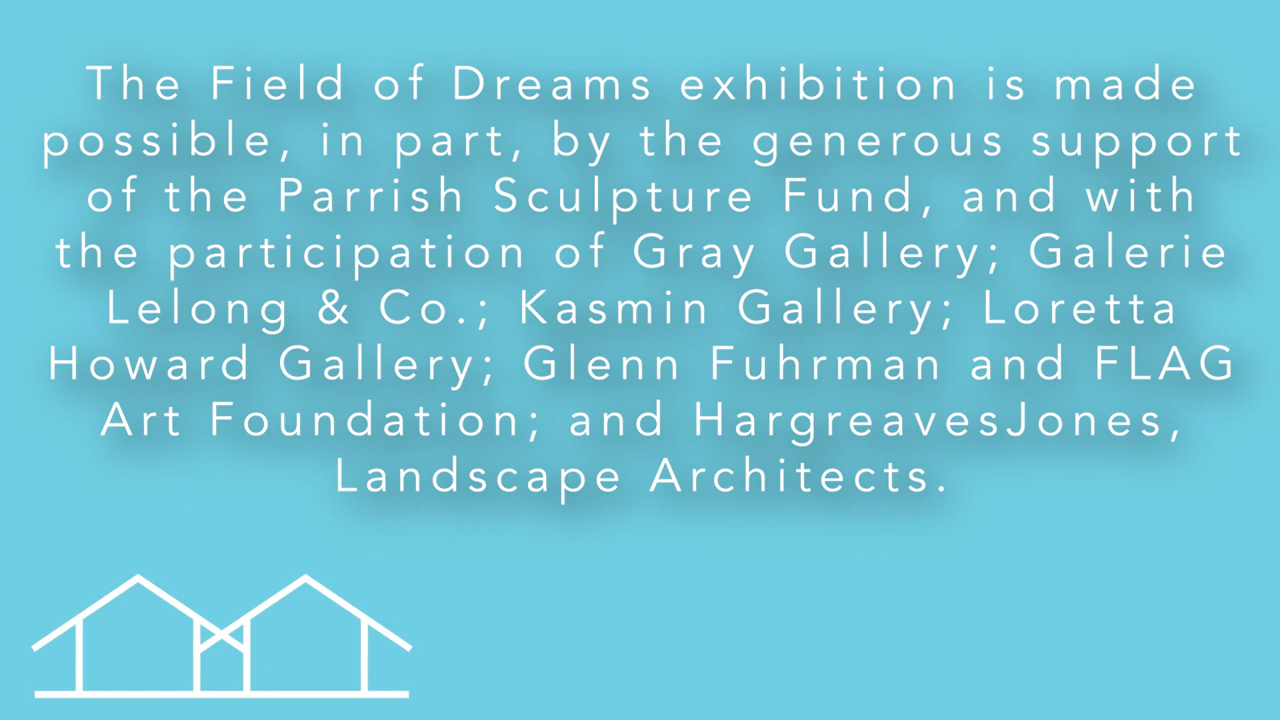 The Field of Dreams exhibition is made
possible, in part, by the generous support
of the Parrish Sculpture Fund, and with
the participation of Gray Gallery; Galerie
Lelong & Co.; Kasmin Gallery; Loretta
Howard Gallery; Glenn Fuhrman and FLAG
Art Foundation; and HargreavesJones,
Landscape Architects.